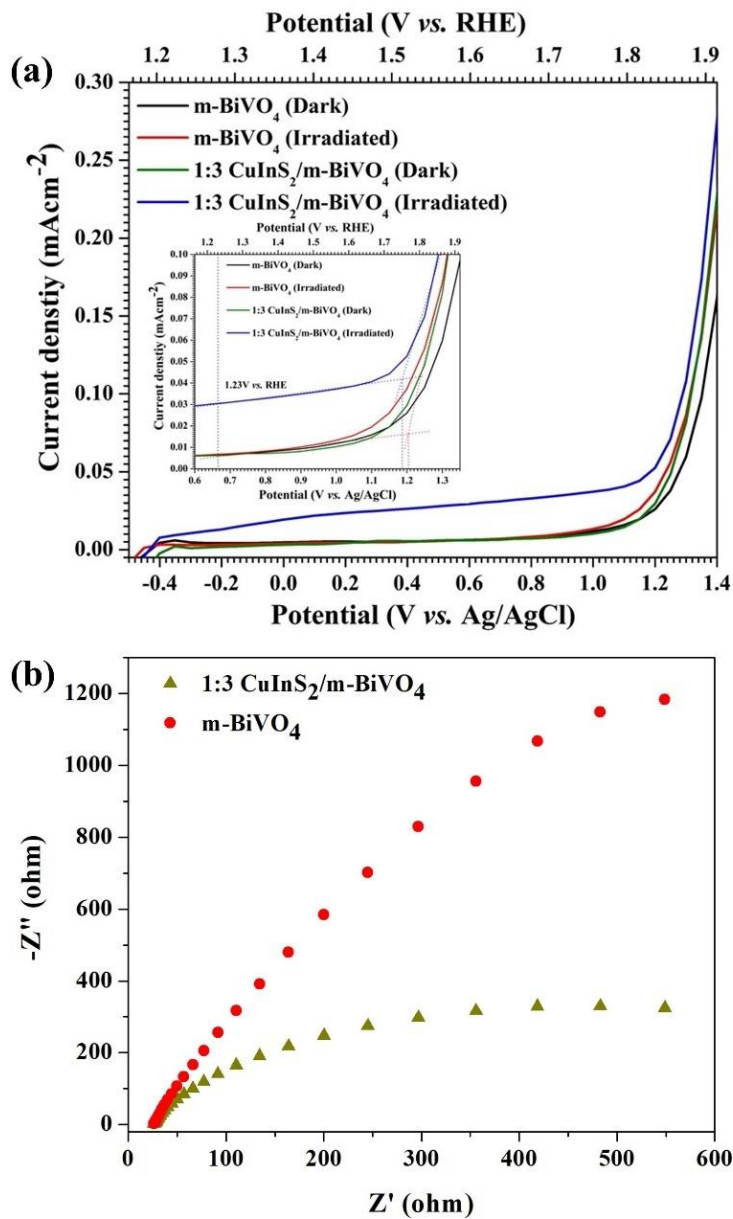 (a)
Potential (V vs. RHE)
1.2 1.3 1.4 1.5 1.6 1.7 1.8 1.9
Current denstiy (mAcm-2)
0.30
0.25
0.20
0.15
0.10
0.05
0.00
m-BiVO4 (Dark)
m-BiVO4 (Irradiated)
1:3 CuInS2/m-BiVO4 (Dark)
1:3 CuInS2/m-BiVO4 (Irradiated)
Potential (V vs. RHE)
1.2 1.3 1.4 1.5 1.6 1.7 1.8 1.9
Current denstiy (mAcm-2)
0.10
0.09
0.08
0.07
0.06
0.05
0.04
0.03
0.02
0.01
0.00
m-BiVO4 (Dark)
m-BiVO4 (Irradiated)
1:3 CuInS2/m-BiVO4 (Dark)
1:3 CuInS2/m-BiVO4 (Irradiated)
1.23V vs. RHE
0.6 0.7 0.8 0.9 1.0 1.1 1.2 1.3
Potential (V vs. Ag/AgCl)
-0.4 -0.2 0.0 0.2 0.4 0.6 0.8 1.0 1.2 1.4
Potential (V vs. Ag/AgCl)
(b)
1:3 CuInS2/m-BiVO4
m-BiVO4
-Z" (ohm)
1200
1000
800
600
400
200
0
0 100 200 300 400 500 600
Z' (ohm)